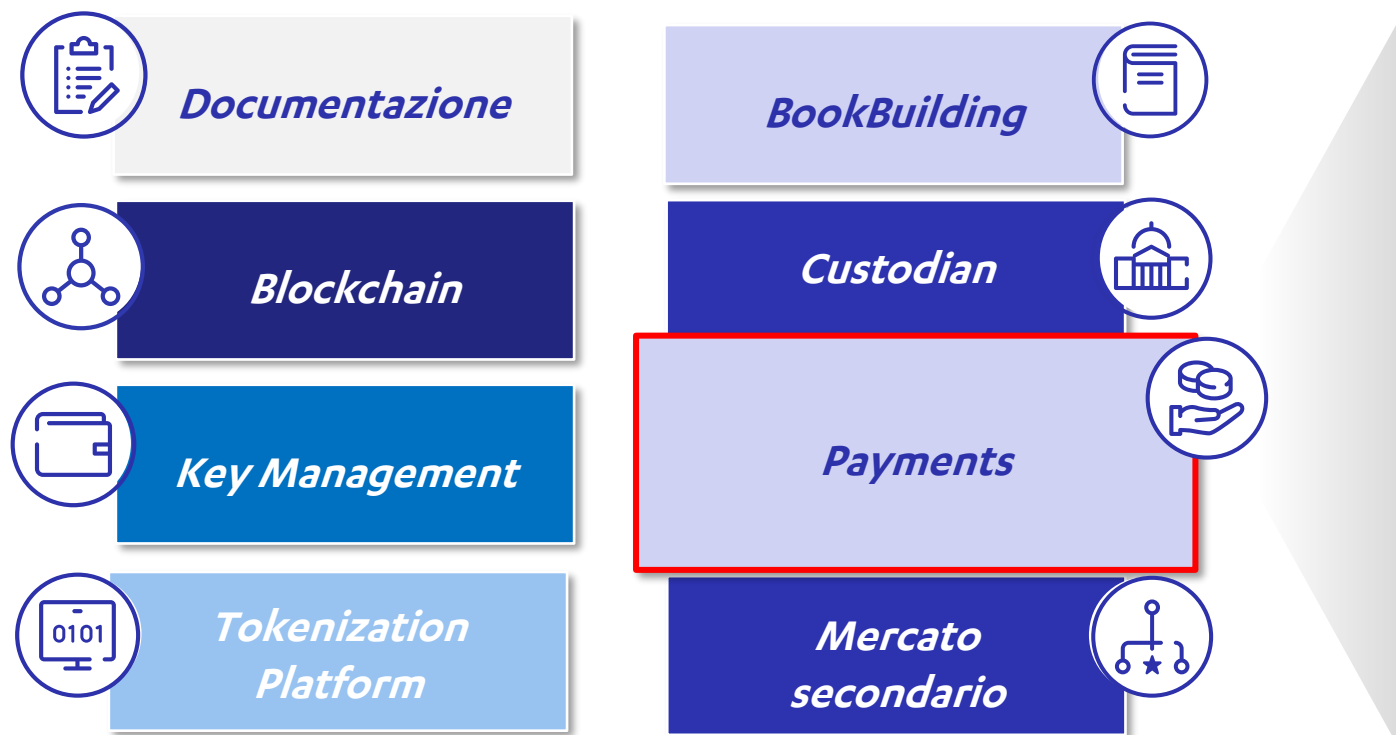 Documentazione
BookBuilding
Blockchain
Custodian
Key Management
Payments
0101
Tokenization
Platform
Mercato
secondario